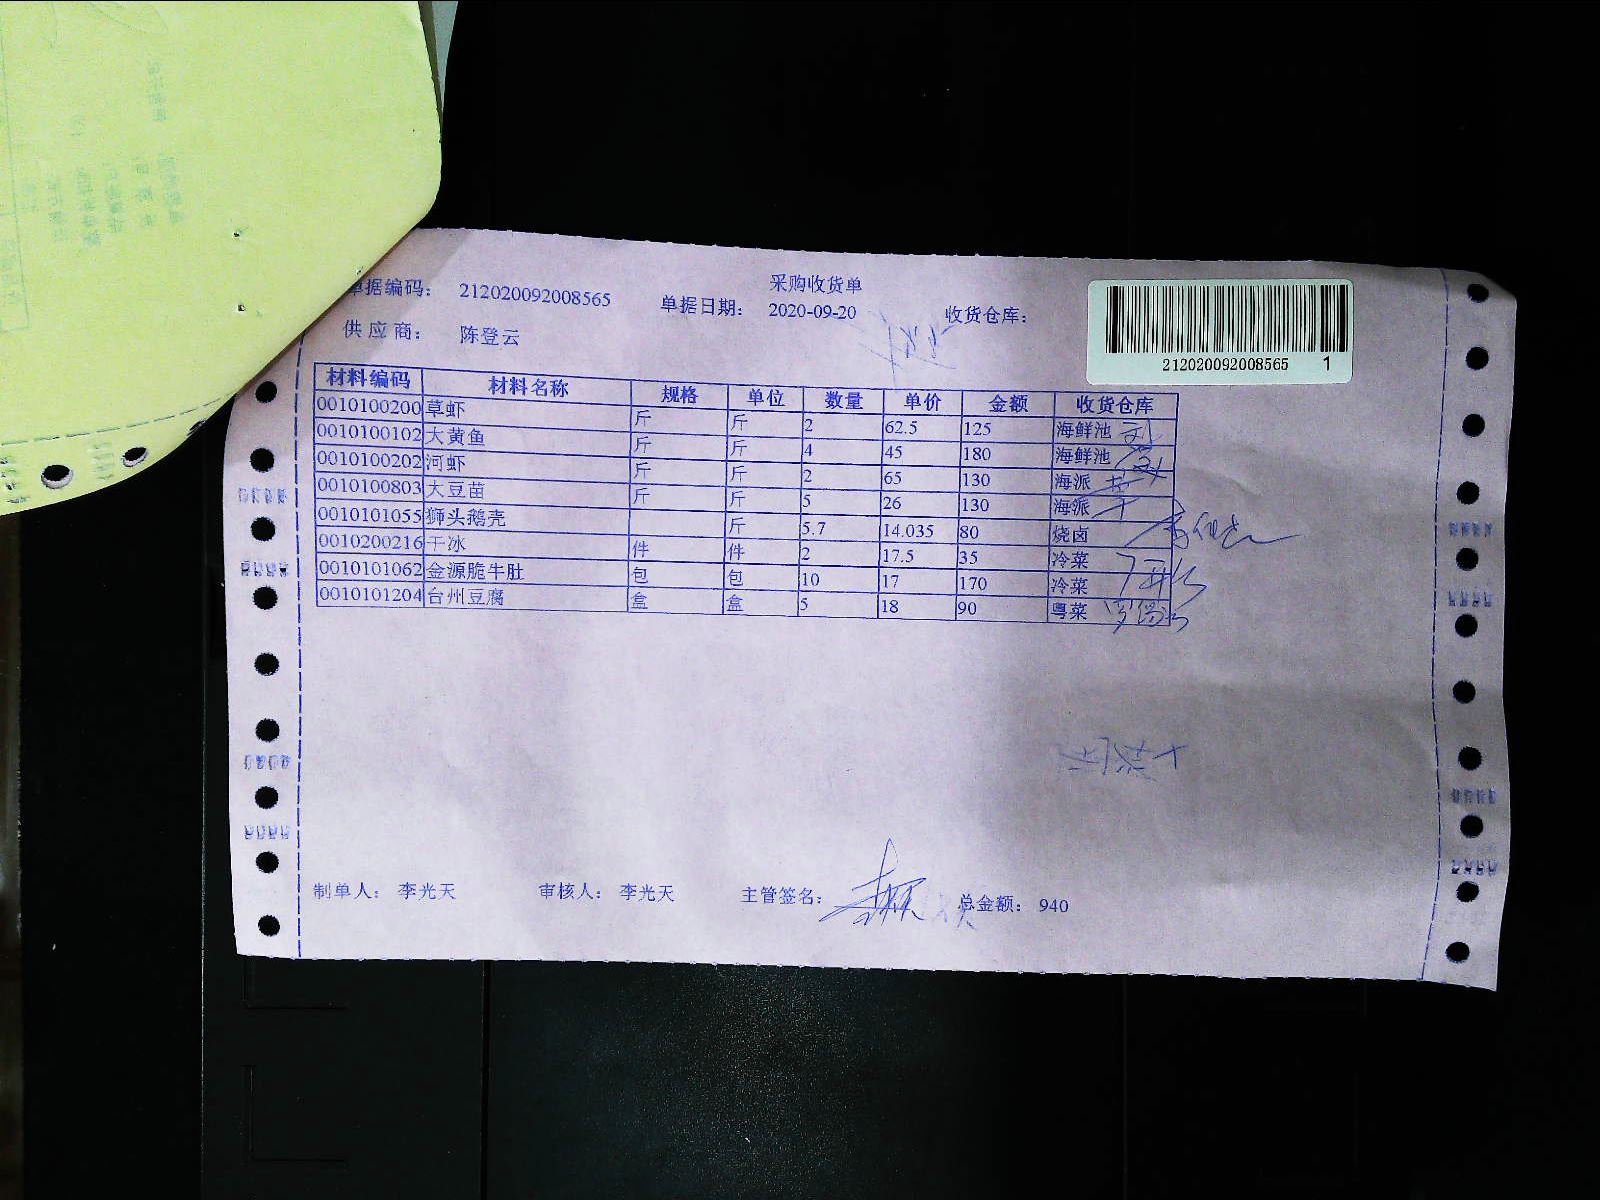 采购收货单
单据编码： 212020092008565 单据日期： 2020-09-20 收货仓库：
供应商： 陈登云
212020092008565 1
材料编码 材料名称 规格 单位 数量 单价 金额 收货仓库
0010100200 草虾 斤 斤 2 62.5 125 海鲜池
0010100102 大黄鱼 斤 斤 4 45 180 海鲜池
0010100202 河虾 斤 斤 2 65 130 海派
0010100803 大豆苗 斤 斤 5 26 130 海派
0010101055 狮头鹅壳 斤 5.7 14.035 80 烧卤
0010200216 干冰 件 件 2 17.5 35 冷菜
0010101062 金源脆牛肚 包 包 10 17 170 冷菜
0010101204 台州豆腐 盒 盒 5 18 90 粤菜
制单人： 李光天 审核人： 李光天 主管签名： 总金额： 940